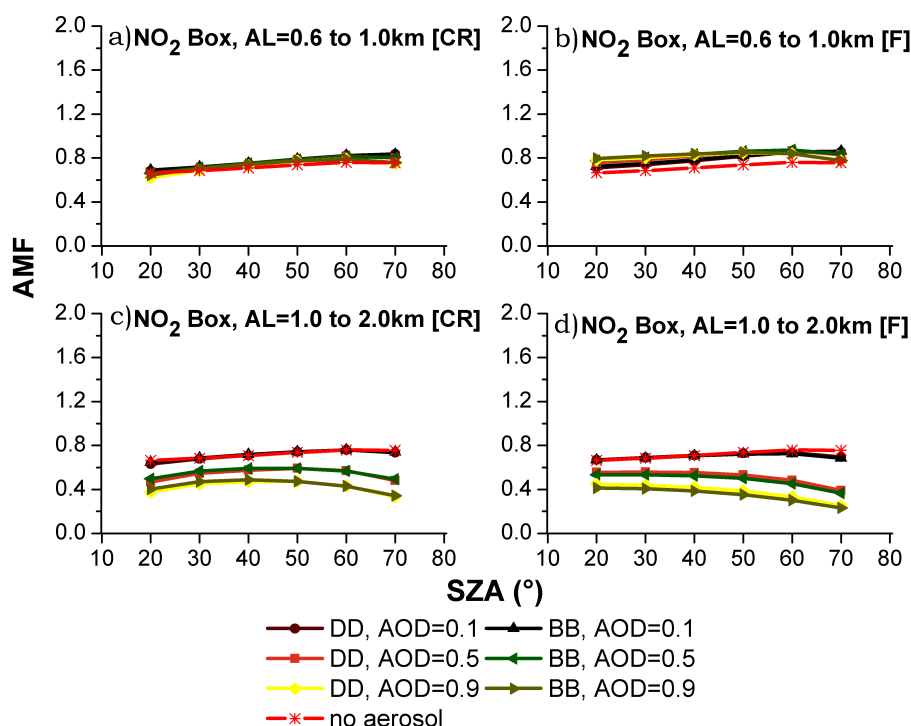 a) NO2 Box, AL=0.6 to 1.0km [CR]
b) NO2 Box, AL=0.6 to 1.0km [F]
2.0
1.6
1.2
0.8
0.4
0.0
10 20 30 40 50 60 70 80
2.0
1.6
1.2
0.8
0.4
0.0
10 20 30 40 50 60 70 80
AMF
c) NO2 Box, AL=1.0 to 2.0km [CR]
d) NO2 Box, AL=1.0 to 2.0km [F]
2.0
1.6
1.2
0.8
0.4
0.0
10 20 30 40 50 60 70 80
2.0
1.6
1.2
0.8
0.4
0.0
10 20 30 40 50 60 70 80
SZA (°)
DD, AOD=0.1 BB, AOD=0.1
DD, AOD=0.5 BB, AOD=0.5
DD, AOD=0.9 BB, AOD=0.9
no aerosol